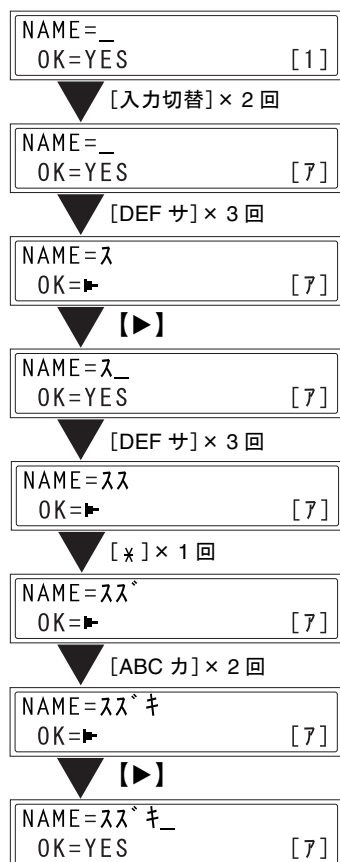 NAME=_
OK=YES [1]
[入力切替]× 2 回
NAME=_
OK=YES [ｱ]
[DEF サ]× 3 回
NAME=ｽ
OK=▶ [ｱ]
【▶】
NAME=ｽ_
OK=YES [ｱ]
[DEF サ]× 3 回
NAME=ｽｽ
OK=▶ [ｱ]
[＊]× 1 回
NAME=ｽｽﾞ
OK=▶ [ｱ]
[ABC カ]× 2 回
NAME=ｽｽﾞｷ
OK=▶ [ｱ]
【▶】
NAME=ｽｽﾞｷ_
OK=YES [ｱ]